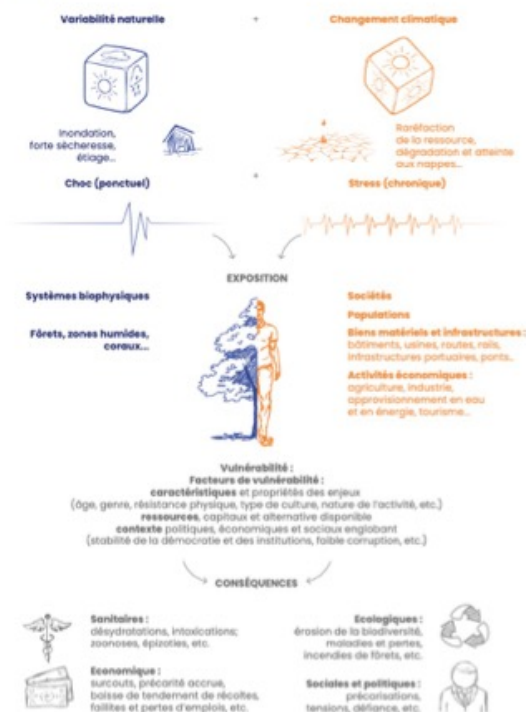 Variabilité naturelle
+
Changement climatique
Inondation,
forte sécheresse,
étiage...
Raréfaction
de la ressource,
dégradation et atteinte
aux nappes...
+
Choc (ponctuel)
Stress (chronique)
EXPOSITION
Systèmes biophysiques
Fôrets, zones humides,
coraux...
Sociétés
Populations
Biens matériels et infrastructures :
bâtiments, usines, routes, rails,
infrastructures portuaires, ponts..
Activités économiques :
agriculture, industrie,
approvisionnement en eau
et en énergie, tourisme...
Vulnérabilité :
Facteurs de vulnérabilité :
caractéristiques et propriétés des enjeux
(âge, genre, résistance physique, type de culture, nature de l'activité, etc.)
ressources, capitaux et alternative disponible
contexte politiques, économiques et sociaux englobant
(stabilité de la démocratie et des institutions, faible corruption, etc.)
CONSÉQUENCES
Sanitaires :
désydratations, intoxications;
zoonoses, épizoties, etc.
Economique :
surcouts, précarité accrue,
baisse de tendement de récoltes,
faillites et pertes d'emplois, etc.
Ecologiques :
érosion de la biodiversité,
maladies et pertes,
incendies de fôrets, etc.
Sociales et politiques :
précarisations,
tensions, défiance, etc.